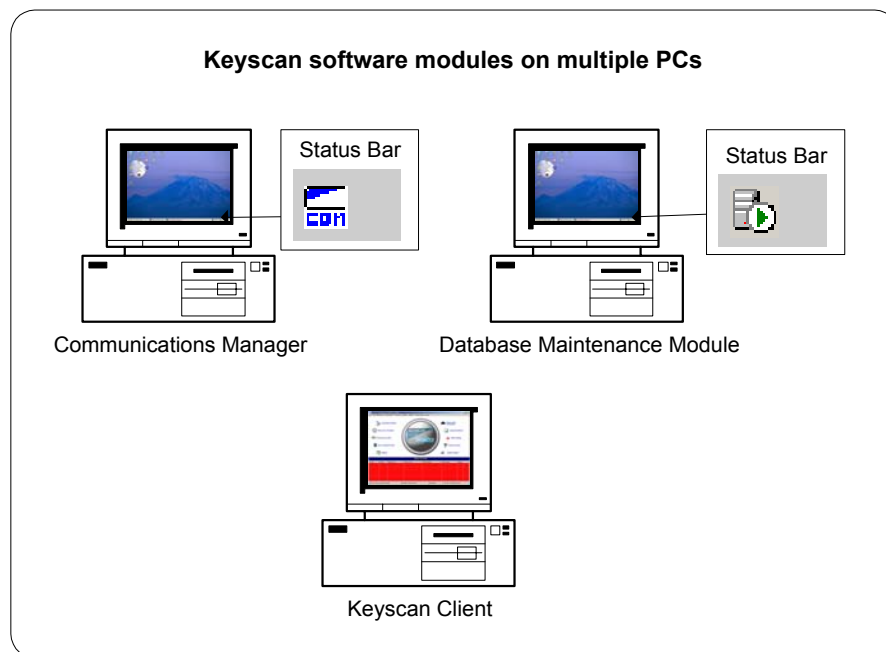 Keyscan software modules on multiple PCs
Status Bar
COM
Status Bar
Communications Manager
Database Maintenance Module
Keyscan Client